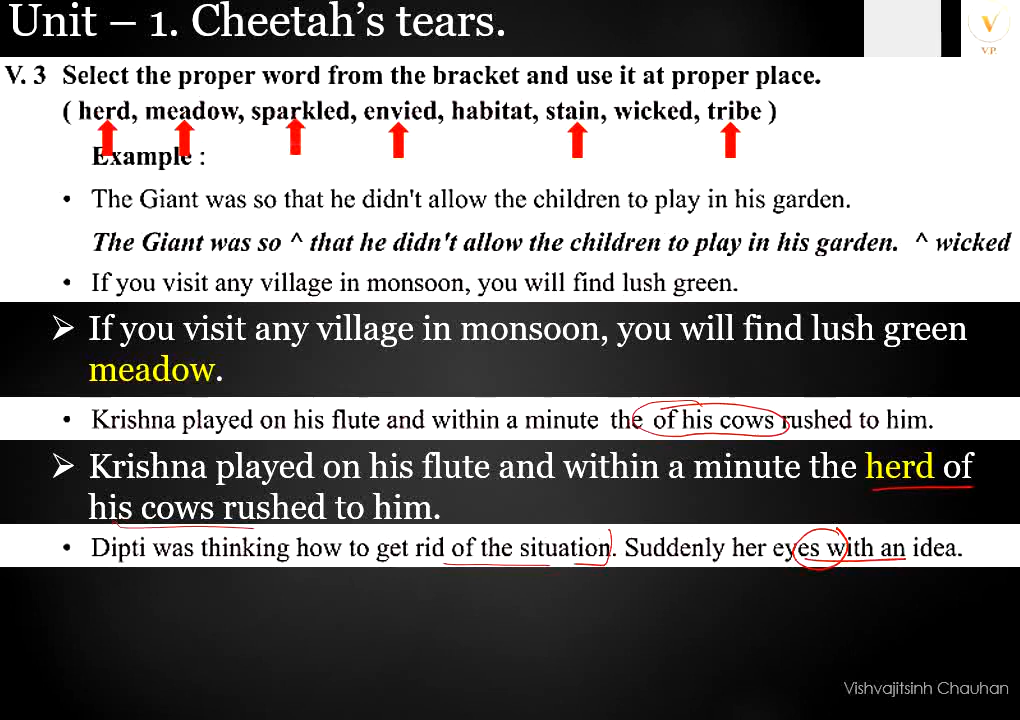 Unit – 1. Cheetah's tears.
V
V.P.
V. 3 Select the proper word from the bracket and use it at proper place.
( herd, meadow, sparkled, envied, habitat, stain, wicked, tribe )
Example :
• The Giant was so that he didn't allow the children to play in his garden.
The Giant was so ^ that he didn't allow the children to play in his garden. ^ wicked
• If you visit any village in monsoon, you will find lush green.
➢ If you visit any village in monsoon, you will find lush green
meadow.
• Krishna played on his flute and within a minute the of his cows rushed to him.
➢ Krishna played on his flute and within a minute the herd of
his cows rushed to him.
• Dipti was thinking how to get rid of the situation. Suddenly her eyes with an idea.
Vishvajitsinh Chauhan